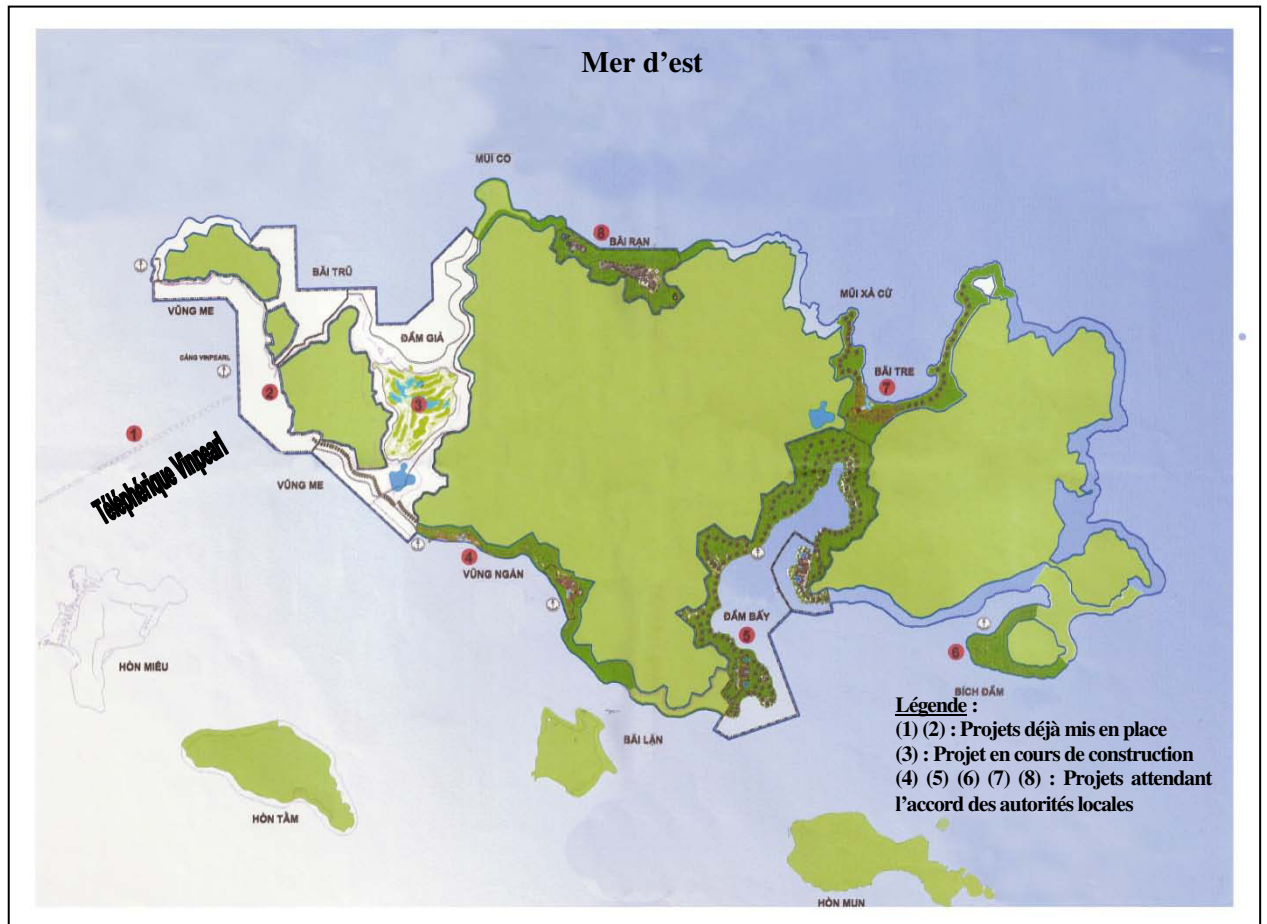 Mer d’est
MŨI CÒ
8
BÃI RẠN
6
BÃI TRŨ
MŨI XÀ CỪ
VŨNG ME
ĐẦM GIÀ
BÃI TRE
7
CẢNG VINPEARL
2
3
1
Téléphérique Vinpearl
VŨNG ME
4
VŨNG NGÁN
ĐẦM BẤY
5
6
HÒN MIỄU
BÍCH ĐẦM
Légende :
(1) (2) : Projets déjà mis en place
(3) : Projet en cours de construction
(4) (5) (6) (7) (8) : Projets attendant
l’accord des autorités locales
BÃI LẬN
HÒN TẰM
HÒN MUN